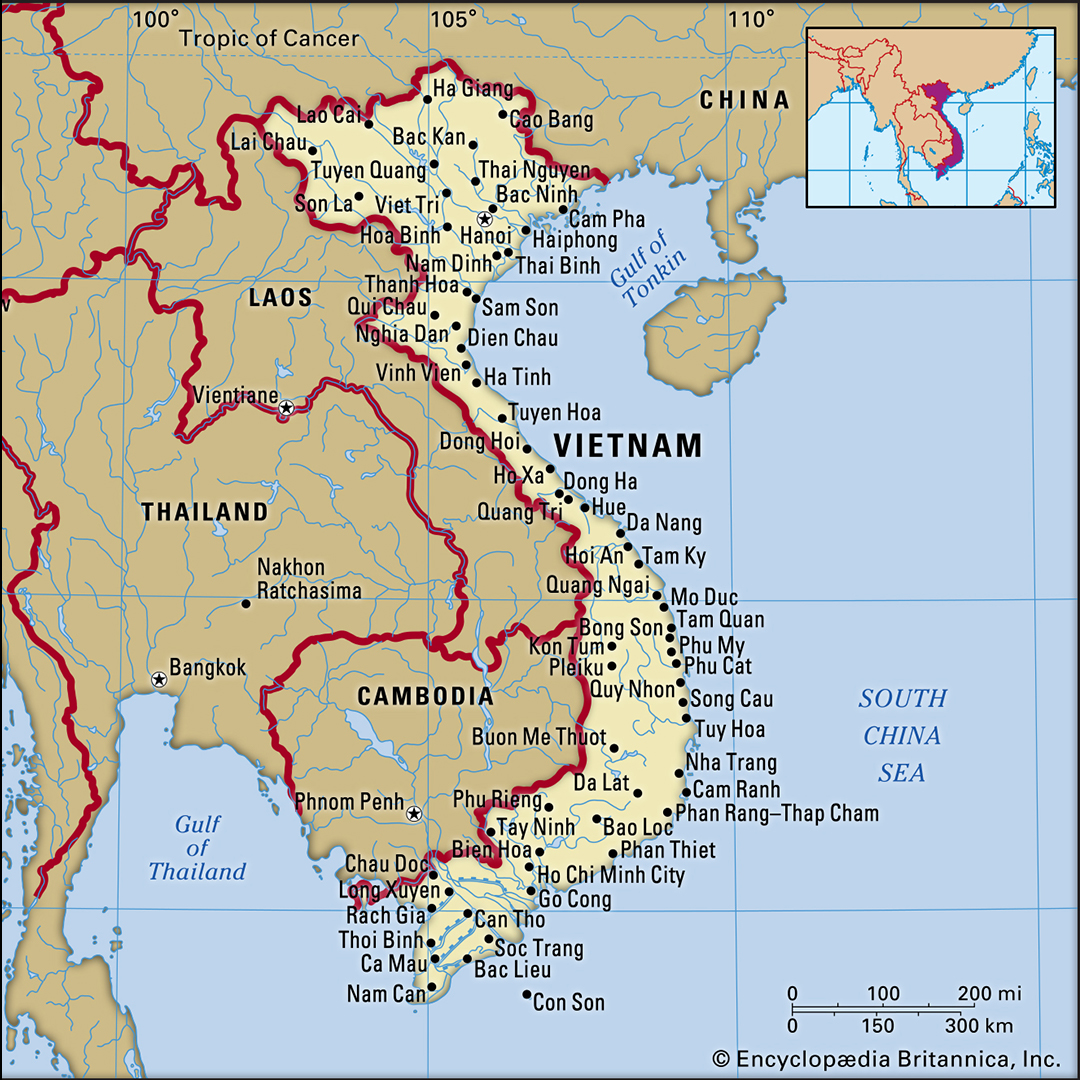 100°
105°
110°
Tropic of Cancer
CHINA
Ha Giang
Lao Cai
Cao Bang
Lai Chau
Bac Kan
Tuyen Quang
Thai Nguyen
Son La
Viet Tri
Bac Ninh
Cam Pha
Hoa Binh
Hanoi
Haiphong
Nam Dinh
Thai Binh
Gulf of
Tonkin
Thanh Hoa
LAOS
Qui Chau
Sam Son
Nghia Dan
Dien Chau
Vinh Vien
Ha Tinh
Vientiane
Tuyen Hoa
Dong Hoi
VIETNAM
Ho Xa
Dong Ha
THAILAND
Quang Tri
Hue
Da Nang
Hoi An
Tam Ky
Nakhon
Ratchasima
Quang Ngai
Mo Duc
Tam Quan
Bong Son
Kon Tum
Phu My
Bangkok
Pleiku
Phu Cat
CAMBODIA
Quy Nhon
Song Cau
SOUTH
CHINA
SEA
Tuy Hoa
Buon Me Thuot
Nha Trang
Da Lat
Cam Ranh
Phnom Penh
Phu Rieng
Phan Rang–Thap Cham
Gulf
of
Thailand
Tay Ninh
Bao Loc
Bien Hoa
Phan Thiet
Chau Doc
Ho Chi Minh City
Long Xuyen
Go Cong
Rach Gia
Can Tho
Thoi Binh
Soc Trang
Ca Mau
Bac Lieu
Nam Can
Con Son
0 100 200 mi
0 150 300 km
© Encyclopædia Britannica, Inc.